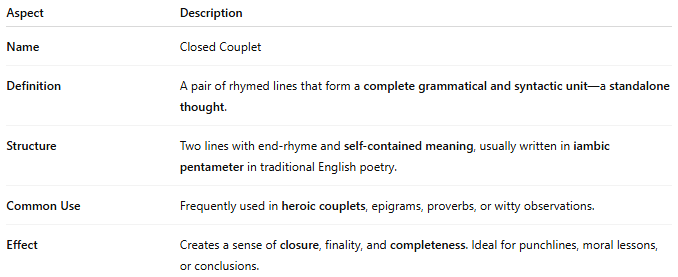 Aspect Description
Name Closed Couplet
Definition A pair of rhymed lines that form a complete grammatical and syntactic unit—a standalone
thought.
Structure Two lines with end-rhyme and self-contained meaning, usually written in iambic
pentameter in traditional English poetry.
Common Use Frequently used in heroic couplets, epigrams, proverbs, or witty observations.
Effect Creates a sense of closure, finality, and completeness. Ideal for punchlines, moral lessons,
or conclusions.